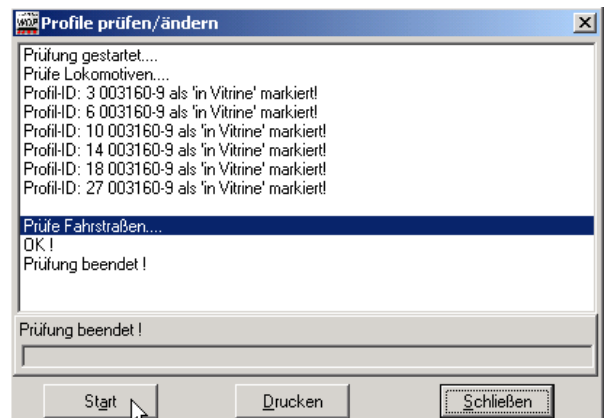 Profile prüfen/ändern
Prüfung gestartet....
Prüfe Lokomotiven....
Profil-ID: 3 003160-9 als 'in Vitrine' markiert!
Profil-ID: 6 003160-9 als 'in Vitrine' markiert!
Profil-ID: 10 003160-9 als 'in Vitrine' markiert!
Profil-ID: 14 003160-9 als 'in Vitrine' markiert!
Profil-ID: 18 003160-9 als 'in Vitrine' markiert!
Profil-ID: 27 003160-9 als 'in Vitrine' markiert!
Prüfe Fahrstraßen....
OK !
Prüfung beendet !
Prüfung beendet !
Start Drucken Schließen